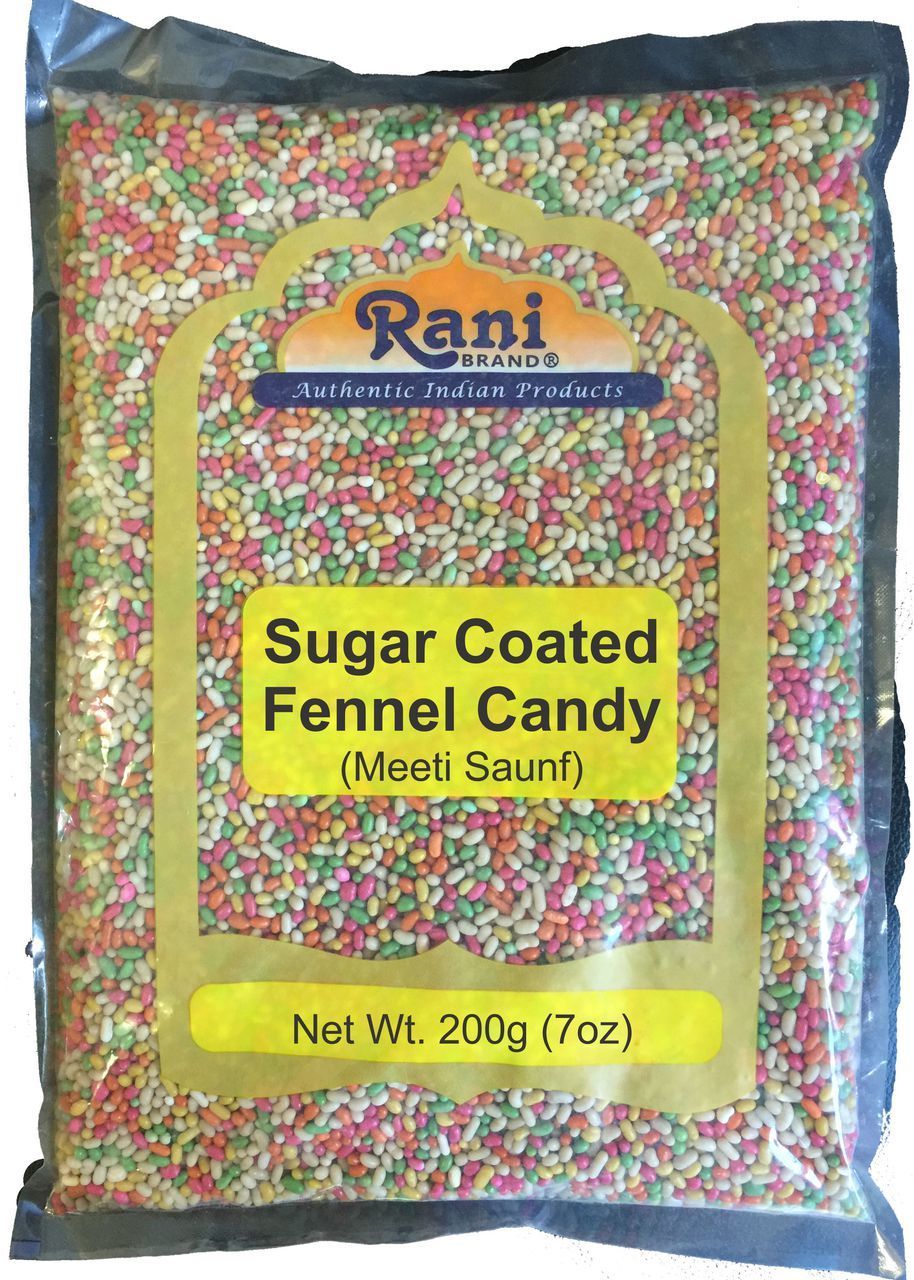 Rani
BRAND®
Authentic Indian Products
Sugar Coated
Fennel Candy
(Meeti Saunf)
Net Wt. 200g (7oz)